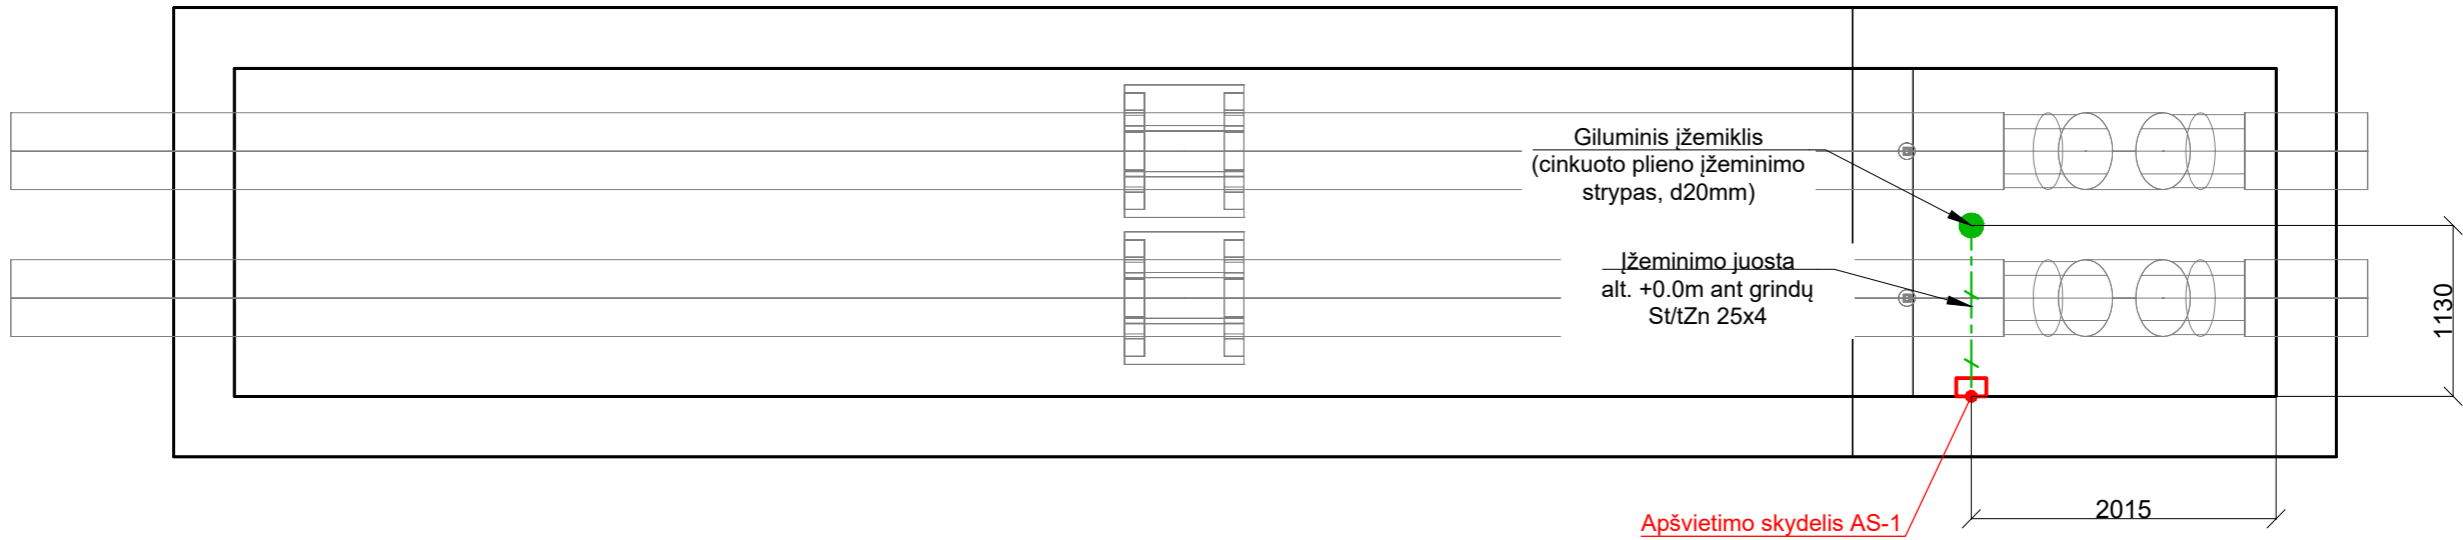 Giluminis įžemiklis
(cinkuoto plieno įžeminimo
strypas, d20mm)
Įžeminimo juosta
alt. +0.0m ant grindų
St/tZn 25x4
1130
2015
Apšvietimo skydelis AS-1